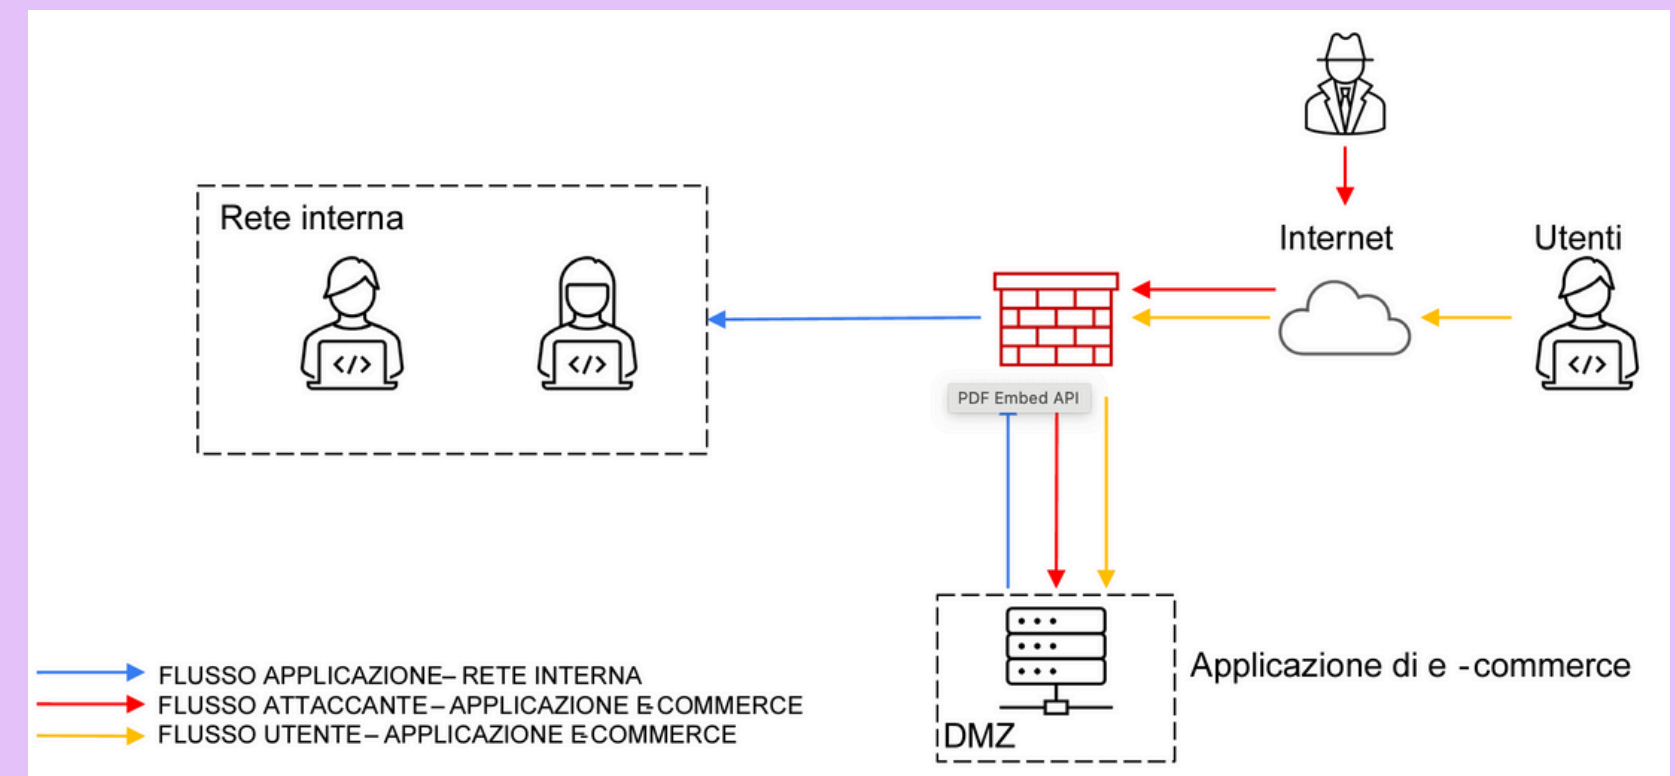 Rete interna
</>
</>
Internet
Utenti
</>
PDF Embed API
Applicazione di e -commerce
DMZ
FLUSSO APPLICAZIONE– RETE INTERNA
FLUSSO ATTACCANTE– APPLICAZIONE E-COMMERCE
FLUSSO UTENTE– APPLICAZIONE E-COMMERCE